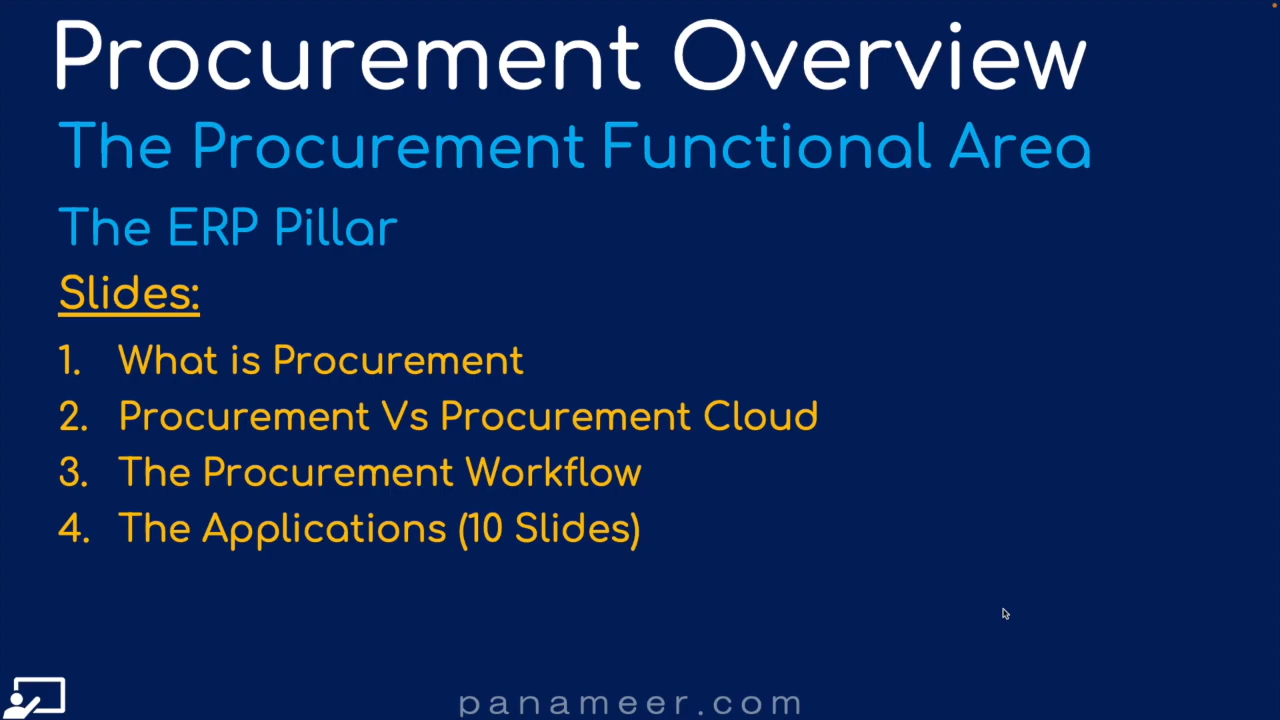 Procurement Overview
The Procurement Functional Area
The ERP Pillar
Slides:
1. What is Procurement
2. Procurement Vs Procurement Cloud
3. The Procurement Workflow
4. The Applications (10 Slides)
panameer.com